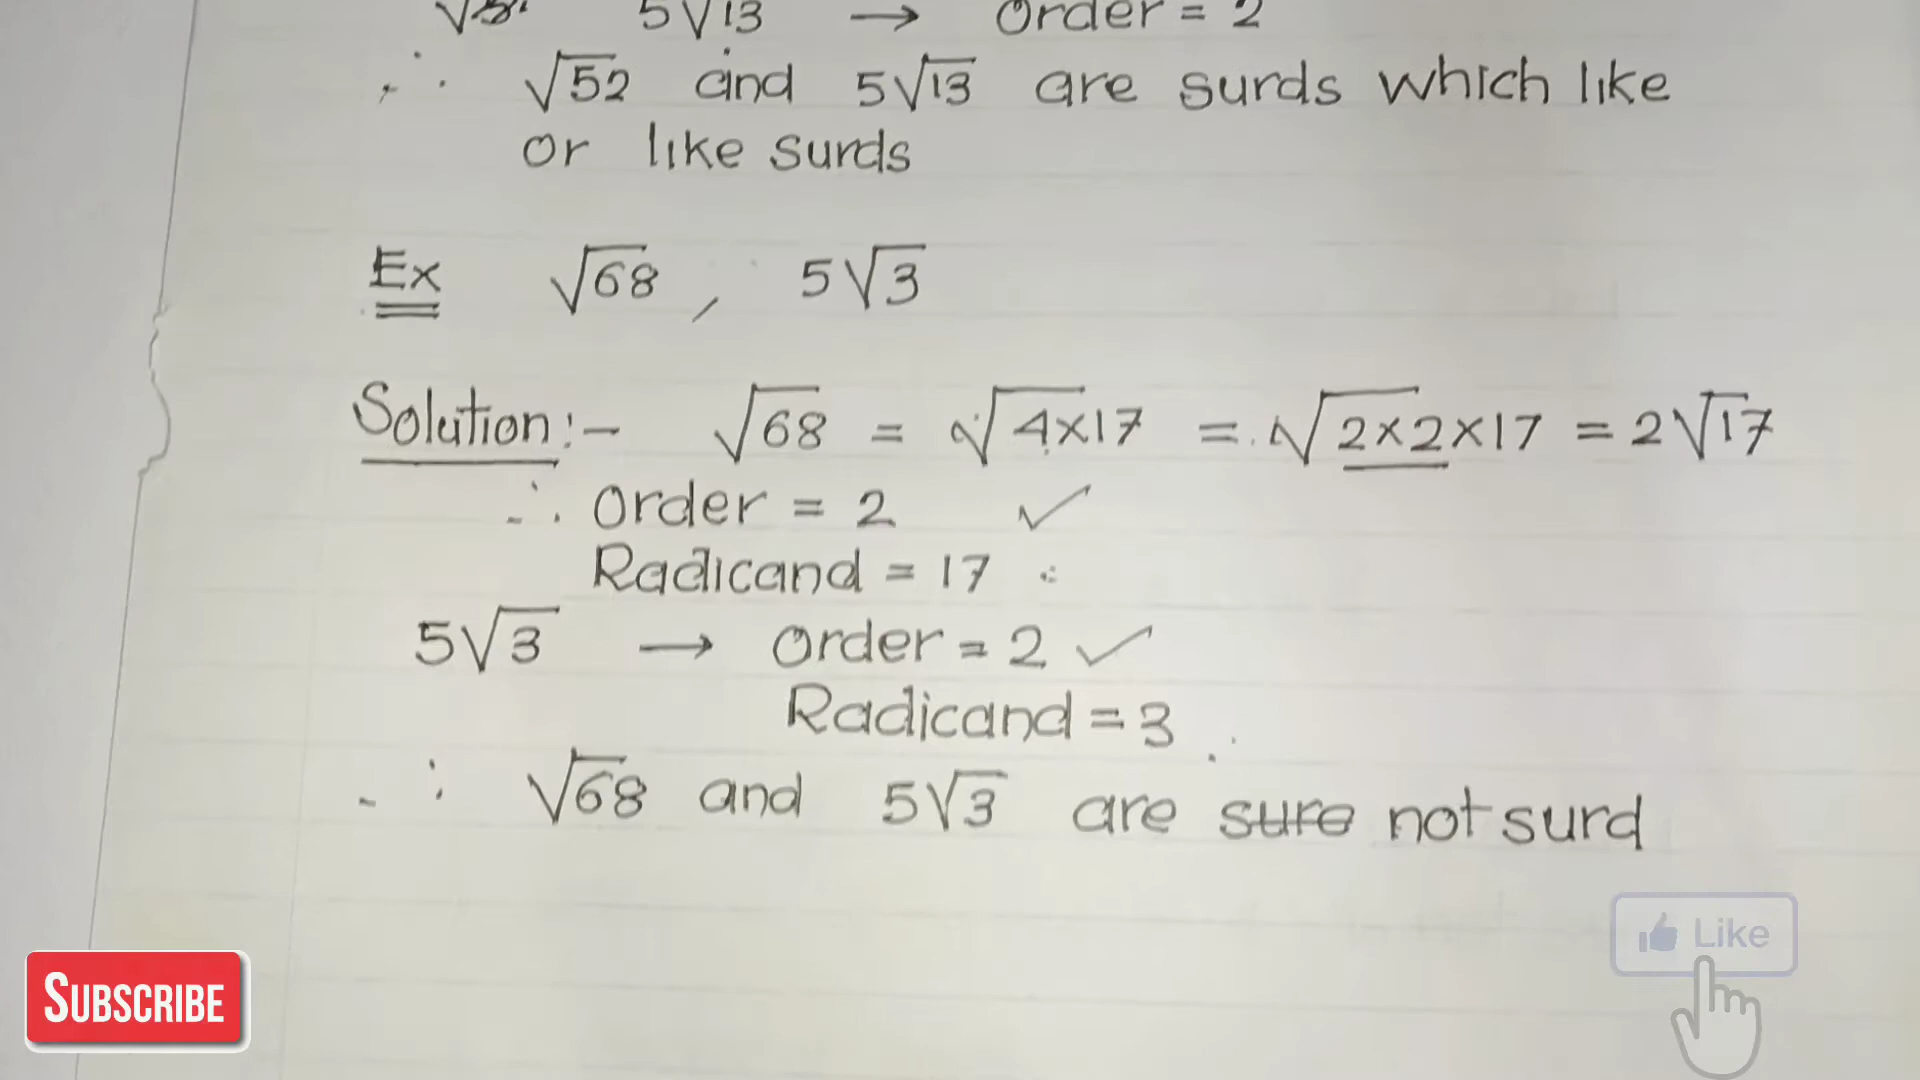 5√13 → Order = 2
∴ √52 and 5√13 are surds which like
or like surds
Ex √68 , 5√3
Solution:- √68 = √4×17 = √2×2×17 = 2√17
∴ Order = 2 ✓
Radicand = 17
5√3 → Order = 2 ✓
Radicand = 3
∴ √68 and 5√3 are sure not surd
Like
SUBSCRIBE